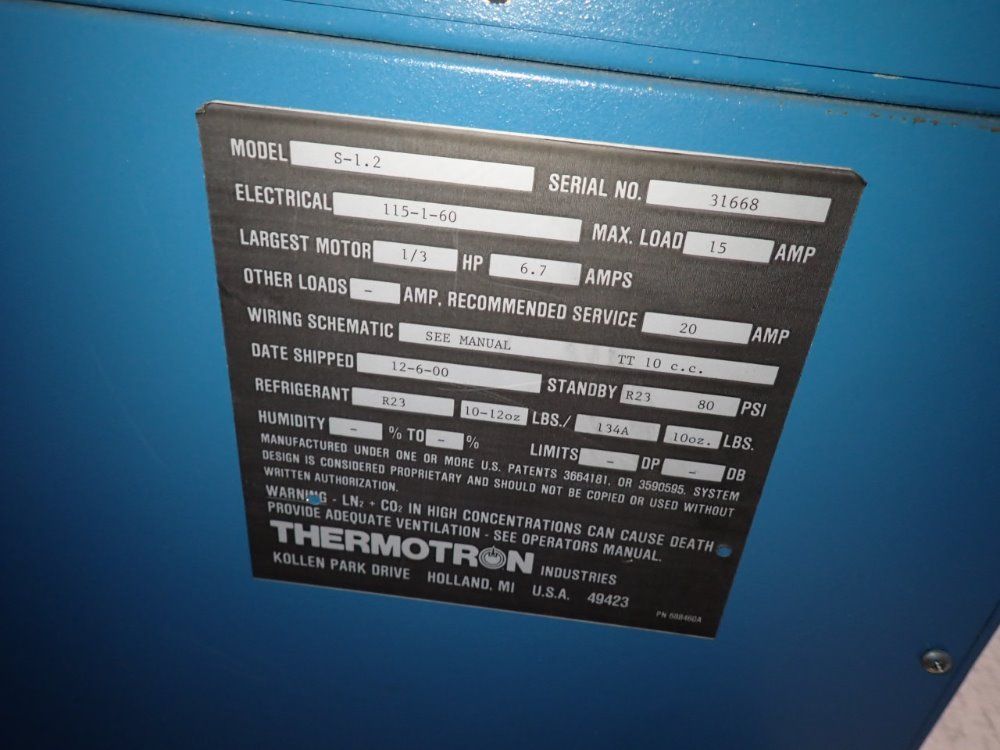 MODEL S-1.2 SERIAL NO. 31668
ELECTRICAL 115-1-60 MAX. LOAD 15 AMP
LARGEST MOTOR 1/3 HP 6.7 AMPS
OTHER LOADS - AMP, RECOMMENDED SERVICE 20 AMP
WIRING SCHEMATIC SEE MANUAL TT 10 c.c.
DATE SHIPPED 12-6-00 STANDBY R23 80 PSI
REFRIGERANT R23 10-12oz LBS./ 134A 10oz. LBS.
HUMIDITY - % TO - % LIMITS - DP - DB
MANUFACTURED UNDER ONE OR MORE U.S. PATENTS 3664181, OR 3590595. SYSTEM
DESIGN IS CONSIDERED PROPRIETARY AND SHOULD NOT BE COPIED OR USED WITHOUT
WRITTEN AUTHORIZATION.
WARNING - LN₂ + CO₂ IN HIGH CONCENTRATIONS CAN CAUSE DEATH -
PROVIDE ADEQUATE VENTILATION - SEE OPERATORS MANUAL.
THERMOTRON INDUSTRIES
KOLLEN PARK DRIVE HOLLAND, MI U.S.A. 49423
PN 688460A